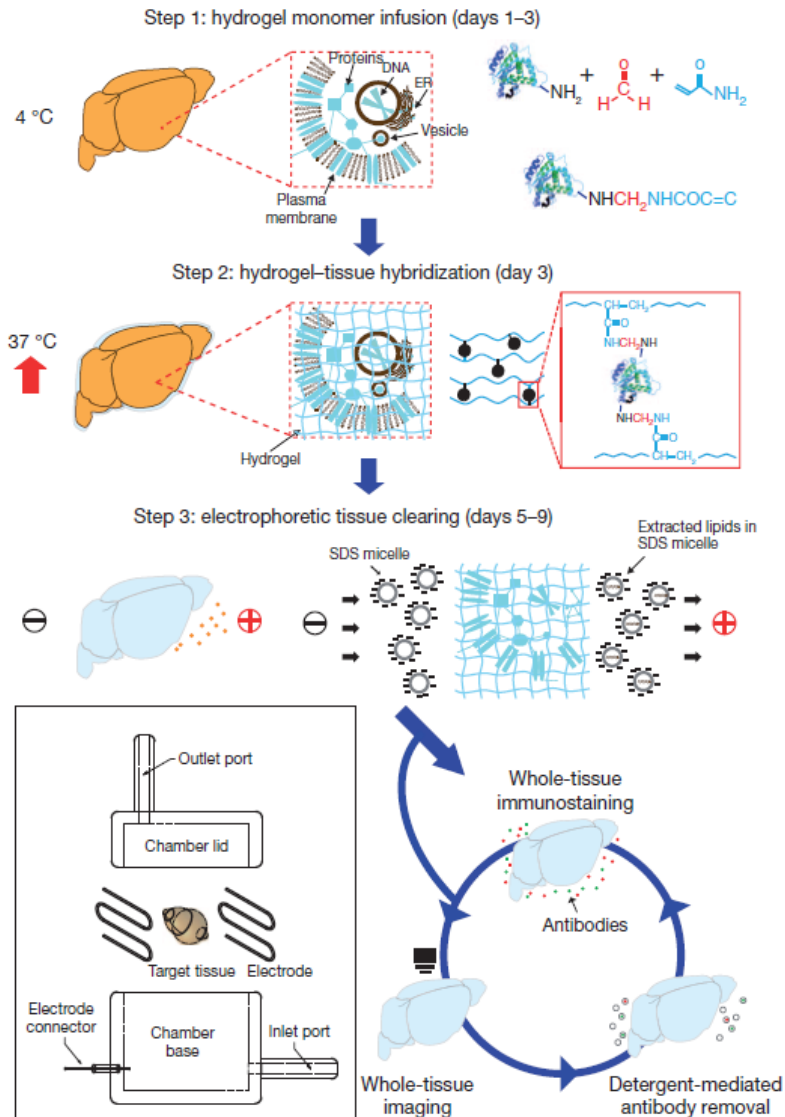 Step 1: hydrogel monomer infusion (days 1–3)
4 °C
Proteins
DNA
ER
Vesicle
Plasma
membrane
NH2
+
O
H H
+
O
NH2
NHCH2NHCOC=C
Step 2: hydrogel–tissue hybridization (day 3)
37 °C
Hydrogel
CH–CH2
C=O
NHCH2NH
NHCH2NH
C=O
CH–CH2
Step 3: electrophoretic tissue clearing (days 5–9)
SDS micelle
Extracted lipids in
SDS micelle
Outlet port
Chamber lid
Target tissue
Electrode
Electrode
connector
Chamber
base
Inlet port
Whole-tissue
immunostaining
Antibodies
Whole-tissue
imaging
Detergent-mediated
antibody removal